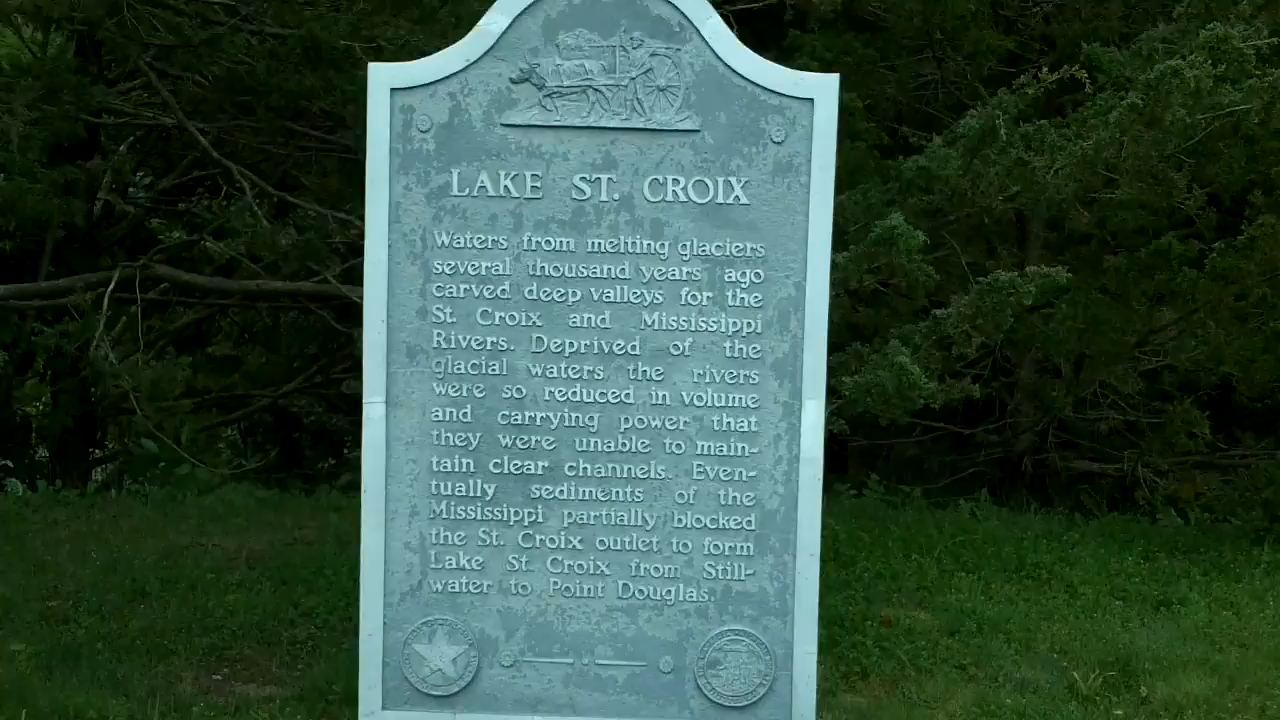 LAKE ST. CROIX
Waters from melting glaciers
several thousand years ago
carved deep valleys for the
St. Croix and Mississippi
Rivers. Deprived of the
glacial waters the rivers
were so reduced in volume
and carrying power that
they were unable to main-
tain clear channels. Even-
tually sediments of the
Mississippi partially blocked
the St. Croix outlet to form
Lake St. Croix from Still-
water to Point Douglas.